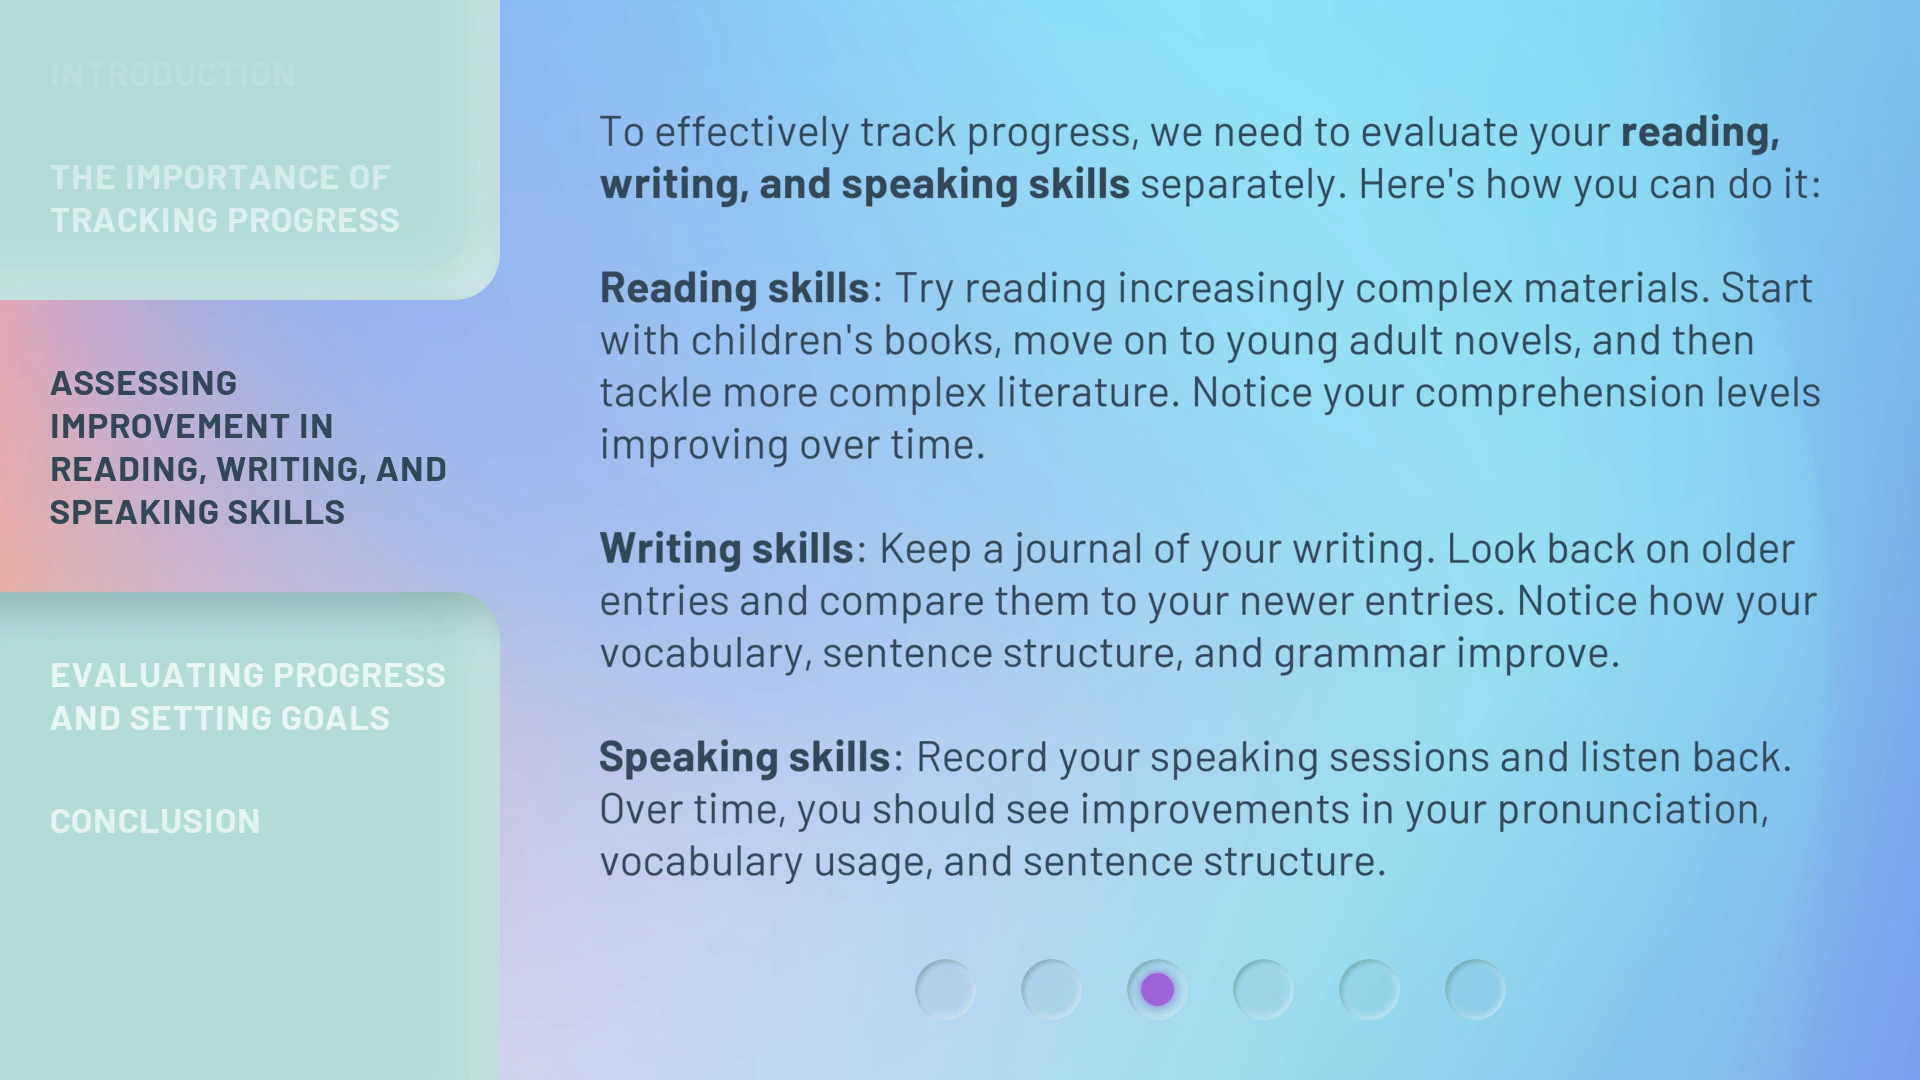 INTRODUCTION
THE IMPORTANCE OF
TRACKING PROGRESS
ASSESSING
IMPROVEMENT IN
READING, WRITING, AND
SPEAKING SKILLS
EVALUATING PROGRESS
AND SETTING GOALS
CONCLUSION
To effectively track progress, we need to evaluate your reading,
writing, and speaking skills separately. Here's how you can do it:
Reading skills: Try reading increasingly complex materials. Start
with children's books, move on to young adult novels, and then
tackle more complex literature. Notice your comprehension levels
improving over time.
Writing skills: Keep a journal of your writing. Look back on older
entries and compare them to your newer entries. Notice how your
vocabulary, sentence structure, and grammar improve.
Speaking skills: Record your speaking sessions and listen back.
Over time, you should see improvements in your pronunciation,
vocabulary usage, and sentence structure.